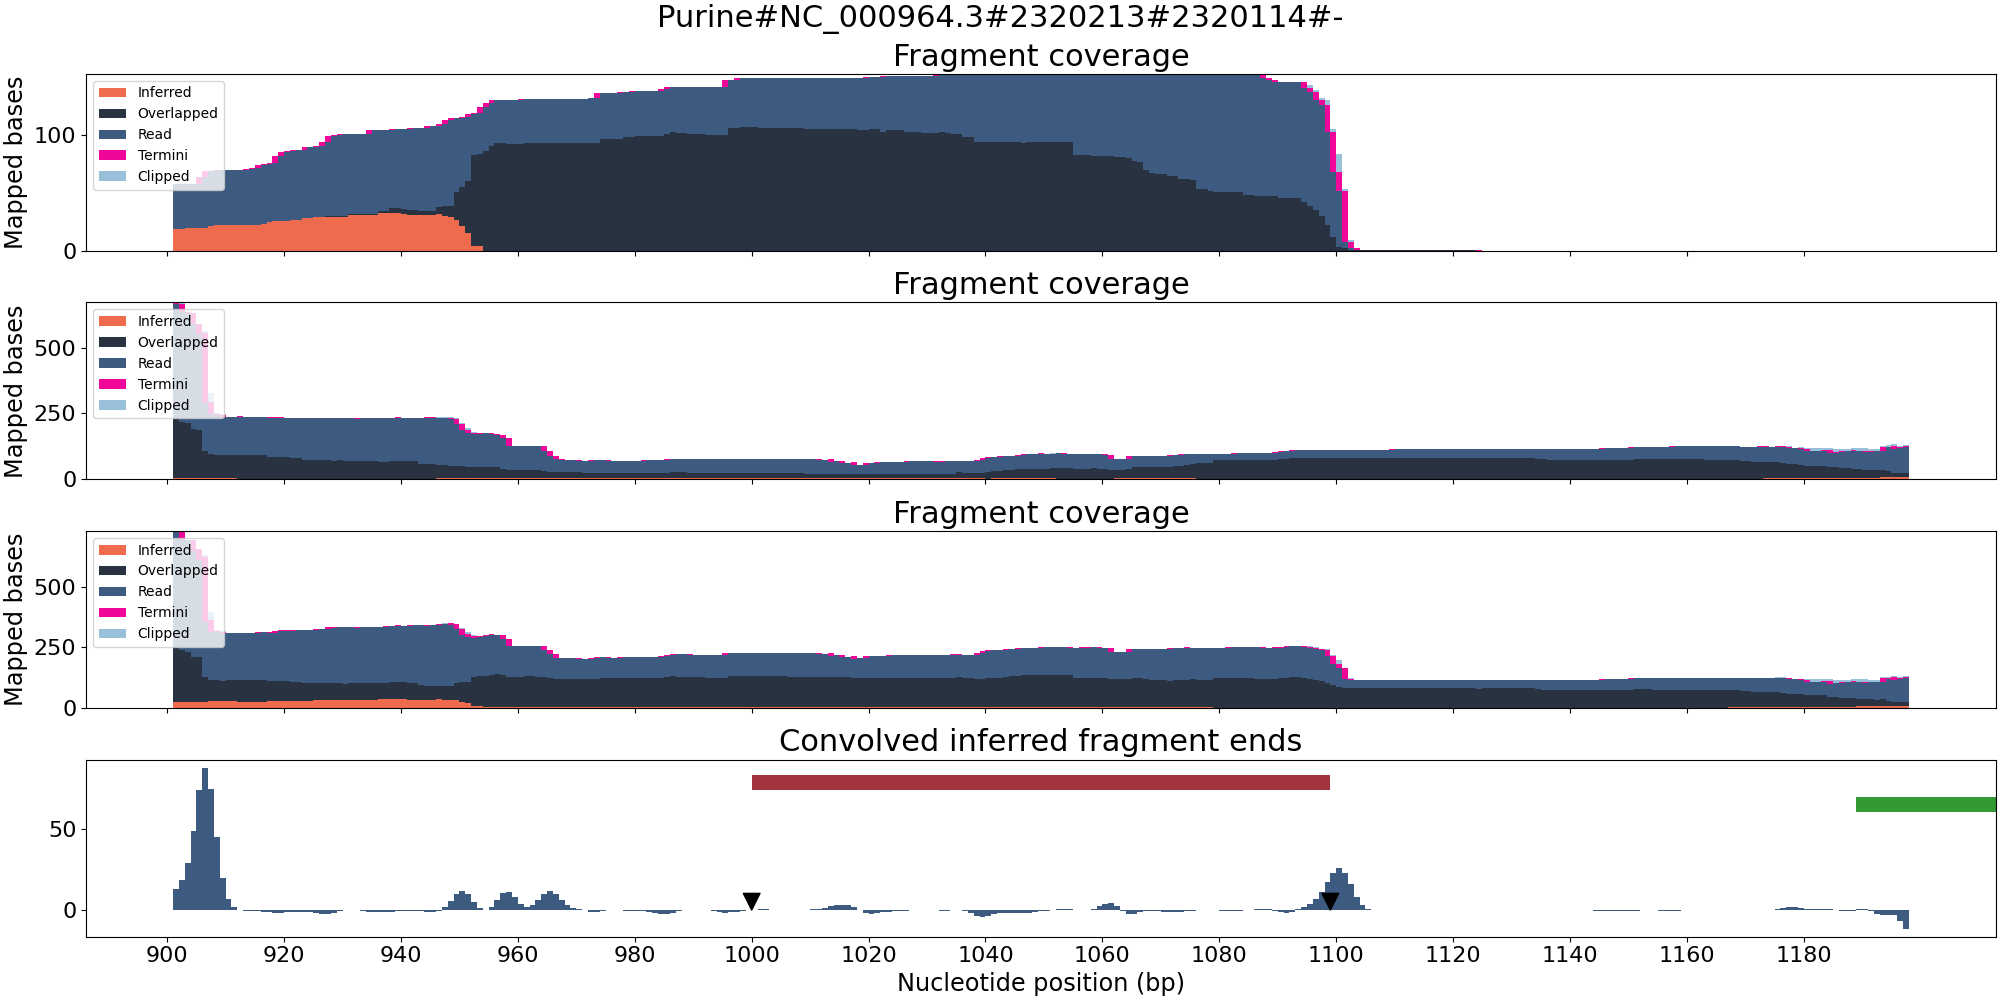 Purine#NC_000964.3#2320213#2320114#-
Fragment coverage
Mapped bases
100
0
Inferred
Overlapped
Read
Termini
Clipped
Fragment coverage
Mapped bases
500
250
0
Inferred
Overlapped
Read
Termini
Clipped
Fragment coverage
Mapped bases
500
250
0
Inferred
Overlapped
Read
Termini
Clipped
Convolved inferred fragment ends
50
0
900 920 940 960 980 1000 1020 1040 1060 1080 1100 1120 1140 1160 1180
Nucleotide position (bp)